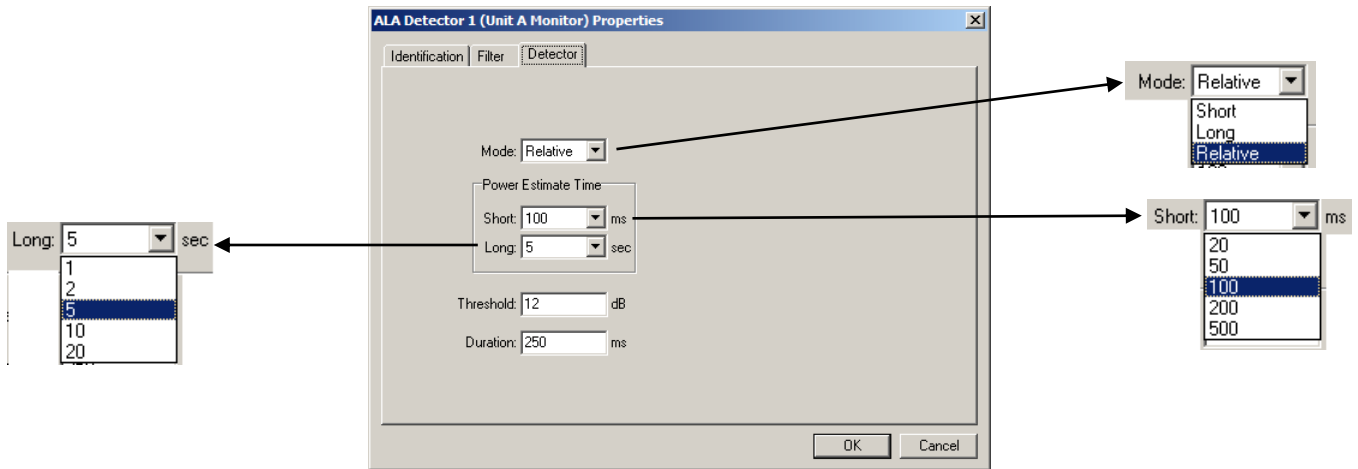 ALA Detector 1 (Unit A Monitor) Properties
Identification Filter Detector
Mode: Relative
Power Estimate Time
Short: 100 ms
Long: 5 sec
Threshold: 12 dB
Duration: 250 ms
OK Cancel
Long: 5 sec
1
2
5
10
20
Mode: Relative
Short
Long
Relative
Short: 100 ms
20
50
100
200
500